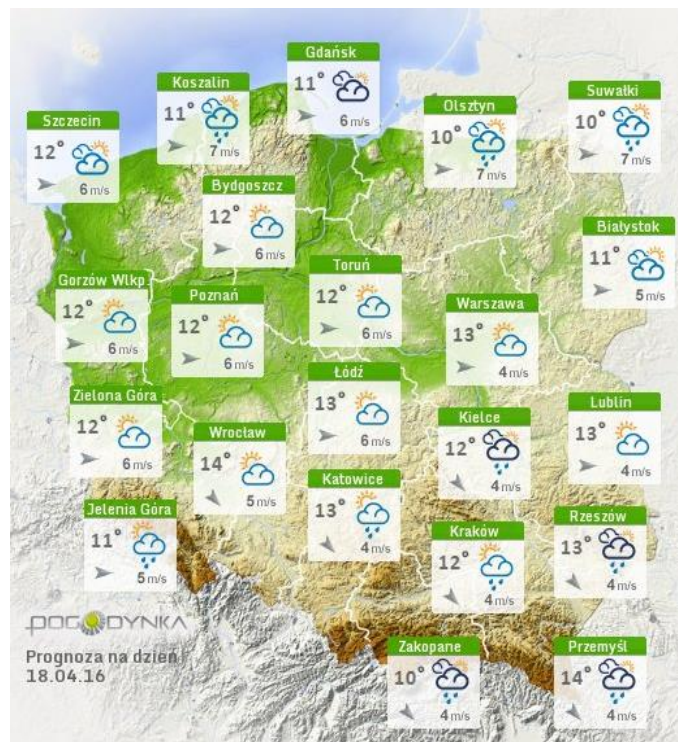 Gdańsk
11°
6 m/s
Koszalin
11°
7 m/s
Suwałki
10°
7 m/s
Olsztyn
10°
7 m/s
Szczecin
12°
6 m/s
Bydgoszcz
12°
6 m/s
Białystok
11°
5 m/s
Toruń
12°
6 m/s
Gorzów Wlkp.
12°
6 m/s
Poznań
12°
6 m/s
Warszawa
13°
4 m/s
Łódź
13°
6 m/s
Zielona Góra
12°
6 m/s
Lublin
13°
4 m/s
Kielce
12°
4 m/s
Wrocław
14°
5 m/s
Katowice
13°
4 m/s
Jelenia Góra
11°
5 m/s
Rzeszów
13°
4 m/s
Kraków
12°
4 m/s
POGODYNKA
Prognoza na dzień
18.04.16
Zakopane
10°
4 m/s
Przemyśl
14°
4 m/s